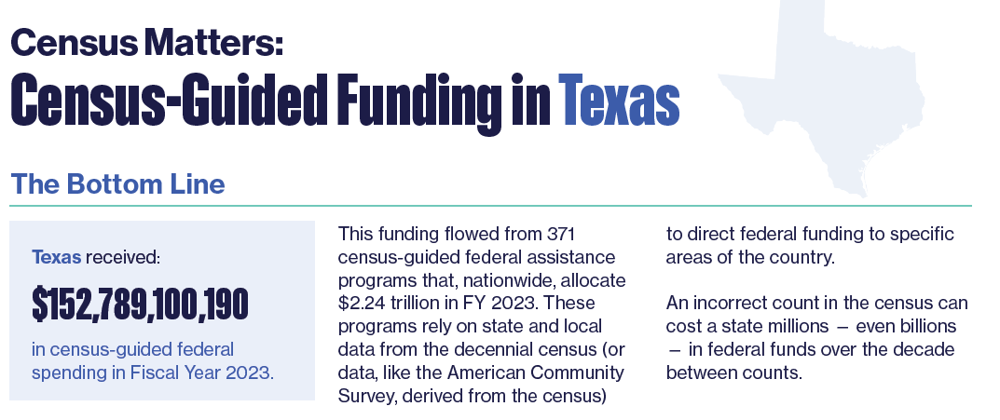 Census Matters:
Census-Guided Funding in Texas
The Bottom Line
Texas received:
$152,789,100,190
in census-guided federal
spending in Fiscal Year 2023.
This funding flowed from 371
census-guided federal assistance
programs that, nationwide, allocate
$2.24 trillion in FY 2023. These
programs rely on state and local
data from the decennial census (or
data, like the American Community
Survey, derived from the census)
to direct federal funding to specific
areas of the country.
An incorrect count in the census can
cost a state millions — even billions
— in federal funds over the decade
between counts.